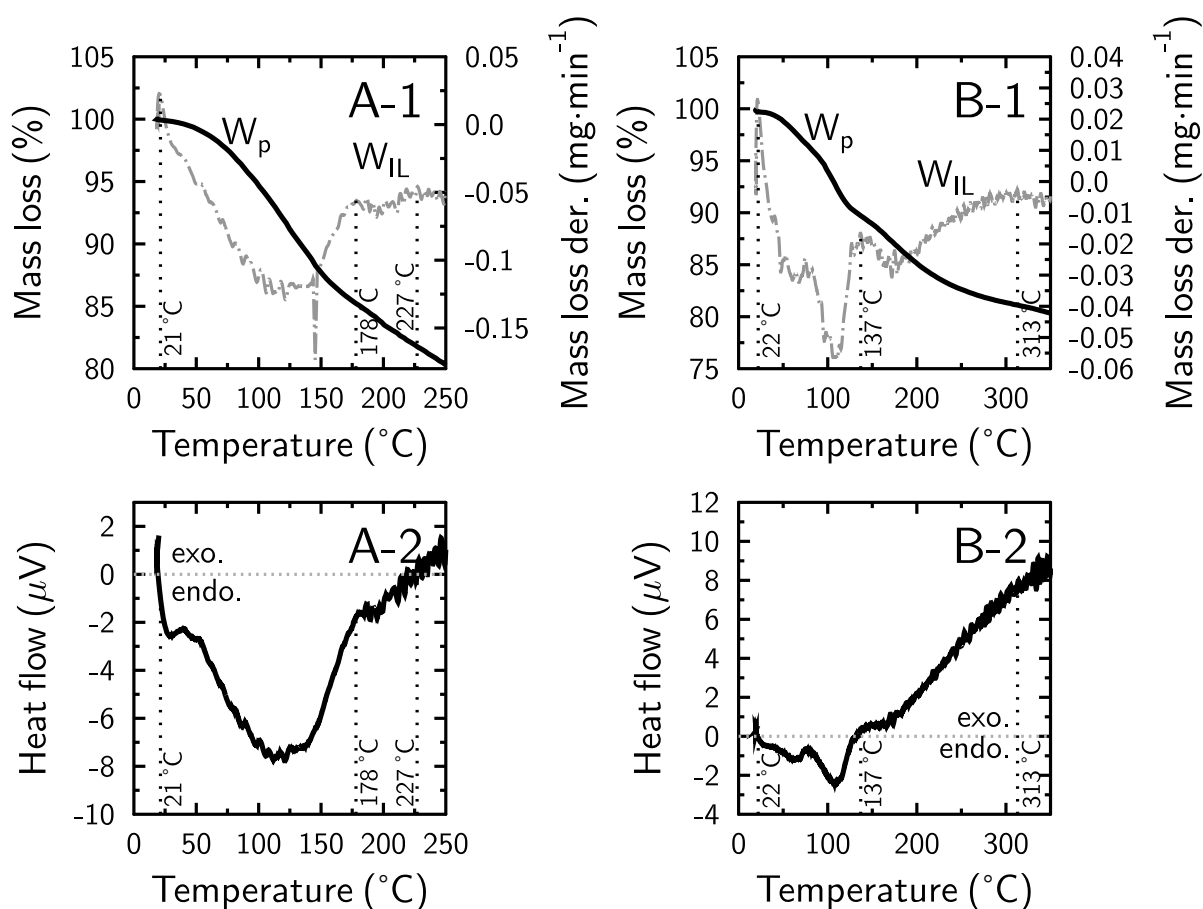 A-1
Mass loss (%)
105
100
95
90
85
80
0.05
0.0
-0.05
-0.1
-0.15
Mass loss der. (mg·min⁻¹)
W_p
W_IL
21 °C
178 °C
227 °C
0 50 100 150 200 250
Temperature (°C)
B-1
Mass loss (%)
105
100
95
90
85
80
75
0.04
0.03
0.02
0.01
0.0
-0.01
-0.02
-0.03
-0.04
-0.05
-0.06
Mass loss der. (mg·min⁻¹)
W_p
W_IL
22 °C
137 °C
313 °C
0 100 200 300
Temperature (°C)
A-2
Heat flow (μV)
2
0
-2
-4
-6
-8
-10
exo.
endo.
21 °C
178 °C
227 °C
0 50 100 150 200 250
Temperature (°C)
B-2
Heat flow (μV)
12
10
8
6
4
2
0
-2
-4
exo.
endo.
22 °C
137 °C
313 °C
0 100 200 300
Temperature (°C)